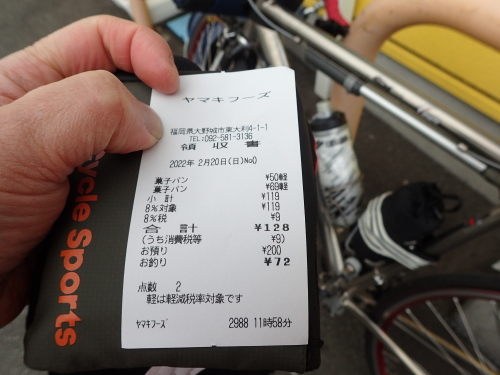 ヤマキフーズ
福岡県大野城市東大利4-1-1
TEL:092-581-3136
領 収 書
2022年 2月20日(日)No0
菓子パン ¥50軽
菓子パン ¥69軽
小 計 ¥119
8%対象 ¥119
8%税 ¥9
合 計 ¥128
(うち消費税等 ¥9)
お預り ¥200
お釣り ¥72
点数 2
軽は軽減税率対象です
ヤマキフーズ 2988 11時58分
cycle Sports